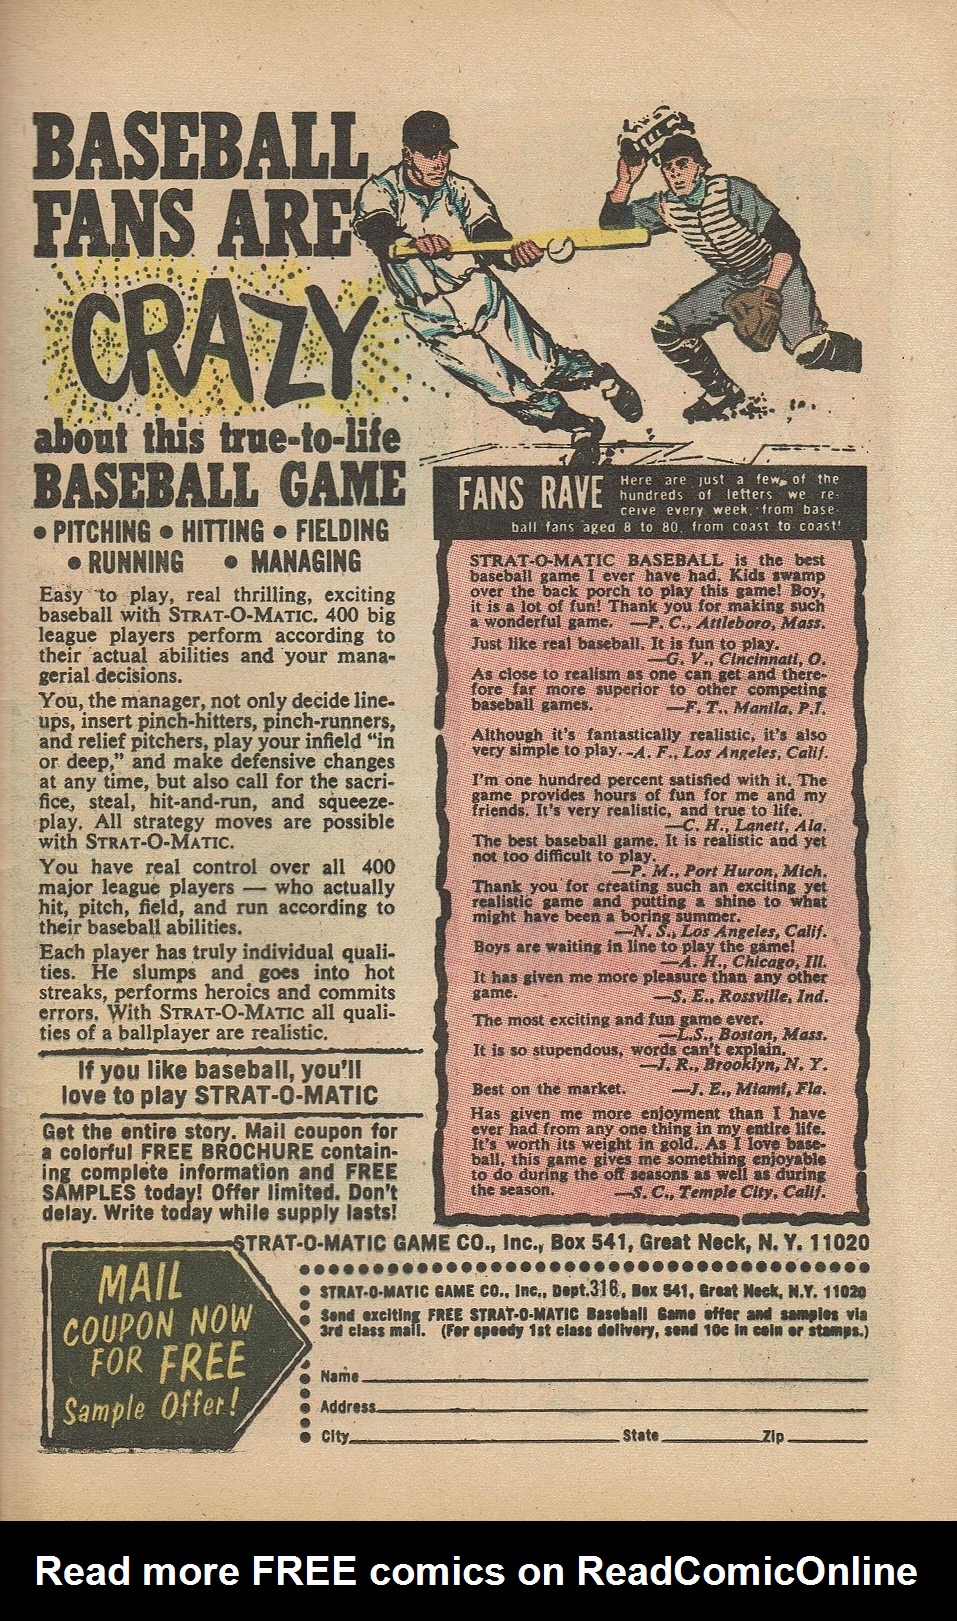 BASEBALL
FANS ARE
CRAZY
about this true-to-life
BASEBALL GAME
• PITCHING • HITTING • FIELDING
• RUNNING • MANAGING
Easy to play, real thrilling, exciting
baseball with STRAT-O-MATIC. 400 big
league players perform according to
their actual abilities and your mana-
gerial decisions.
You, the manager, not only decide line-
ups, insert pinch-hitters, pinch-runners,
and relief pitchers, play your infield “in
or deep,” and make defensive changes
at any time, but also call for the sacri-
fice, steal, hit-and-run, and squeeze-
play. All strategy moves are possible
with STRAT-O-MATIC.
You have real control over all 400
major league players — who actually
hit, pitch, field, and run according to
their baseball abilities.
Each player has truly individual quali-
ties. He slumps and goes into hot
streaks, performs heroics and commits
errors. With STRAT-O-MATIC all quali-
ties of a ballplayer are realistic.
If you like baseball, you'll
love to play STRAT-O-MATIC
Get the entire story. Mail coupon for
a colorful FREE BROCHURE contain-
ing complete information and FREE
SAMPLES today! Offer limited. Don't
delay. Write today while supply lasts!
FANS RAVE
Here are just a few of the
hundreds of letters we re-
ceive every week, from base-
ball fans aged 8 to 80, from coast to coast!
STRAT-O-MATIC BASEBALL is the best
baseball game I ever have had. Kids swamp
over the back porch to play this game! Boy,
it is a lot of fun! Thank you for making such
a wonderful game. —P. C., Attleboro, Mass.
Just like real baseball. It is fun to play.
—G. V., Cincinnati, O.
As close to realism as one can get and there-
fore far more superior to other competing
baseball games. —F. T., Manila, P.I.
Although it's fantastically realistic, it's also
very simple to play. -A. F., Los Angeles, Calif.
I'm one hundred percent satisfied with it. The
game provides hours of fun for me and my
friends. It's very realistic, and true to life.
—C. H., Lanett, Ala.
The best baseball game. It is realistic and yet
not too difficult to play.
—P. M., Port Huron, Mich.
Thank you for creating such an exciting yet
realistic game and putting a shine to what
might have been a boring summer.
—N. S., Los Angeles, Calif.
Boys are waiting in line to play the game!
—A. H., Chicago, Ill.
It has given me more pleasure than any other
game. —S. E., Rossville, Ind.
The most exciting and fun game ever.
—L.S., Boston, Mass.
It is so stupendous, words can't explain.
—J. R., Brooklyn, N. Y.
Best on the market. —J. E., Miami, Fla.
Has given me more enjoyment than I have
ever had from any one thing in my entire life.
It's worth its weight in gold. As I love base-
ball, this game gives me something enjoyable
to do during the off seasons as well as during
the season. —S. C., Temple City, Calif.
STRAT-O-MATIC GAME CO., Inc., Box 541, Great Neck, N. Y. 11020
MAIL
COUPON NOW
FOR FREE
Sample Offer!
STRAT-O-MATIC GAME CO., Inc., Dept. 316, Box 541, Great Neck, N.Y. 11020
Send exciting FREE STRAT-O-MATIC Baseball Game offer and samples via
3rd class mail. (For speedy 1st class delivery, send 10c in coin or stamps.)
Name
Address
City State Zip
Read more FREE comics on ReadComicOnline